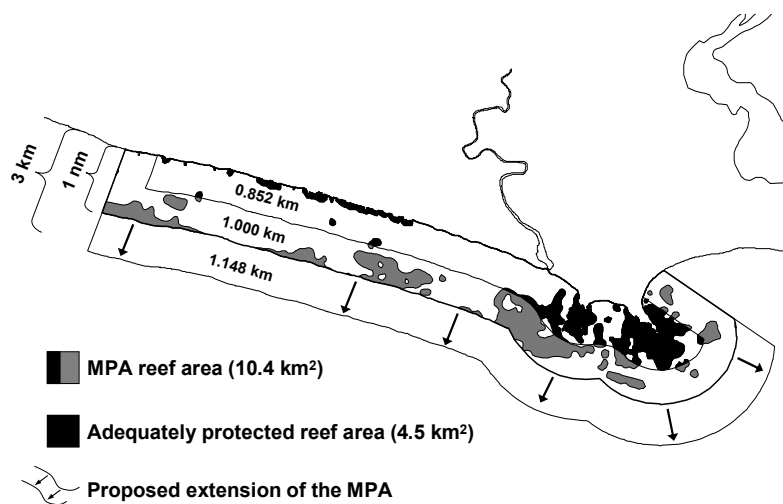 3 km
1 nm
0.852 km
1.000 km
1.148 km
MPA reef area (10.4 km²)
Adequately protected reef area (4.5 km²)
Proposed extension of the MPA